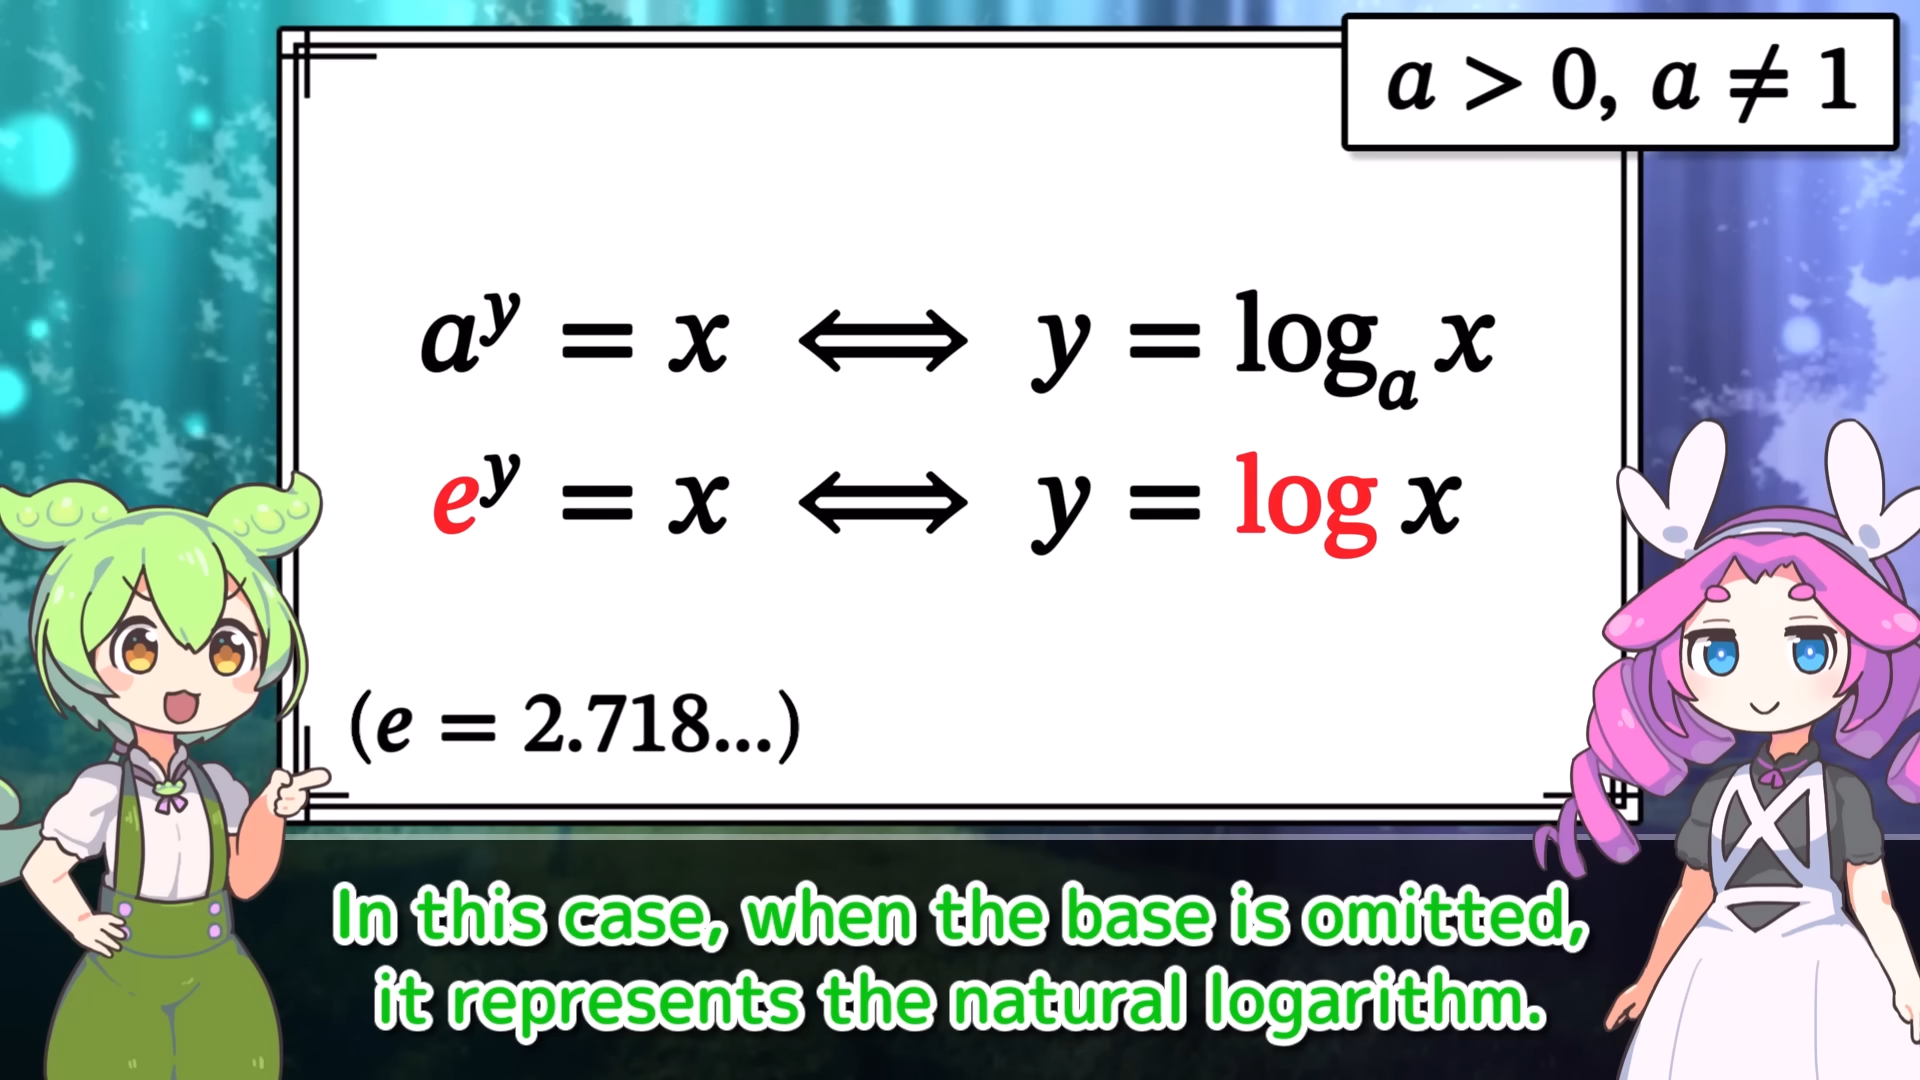 a > 0, a ≠ 1
a^y = x ⟺ y = log_a x
e^y = x ⟺ y = log x
(e = 2.718...)
In this case, when the base is omitted,
it represents the natural logarithm.